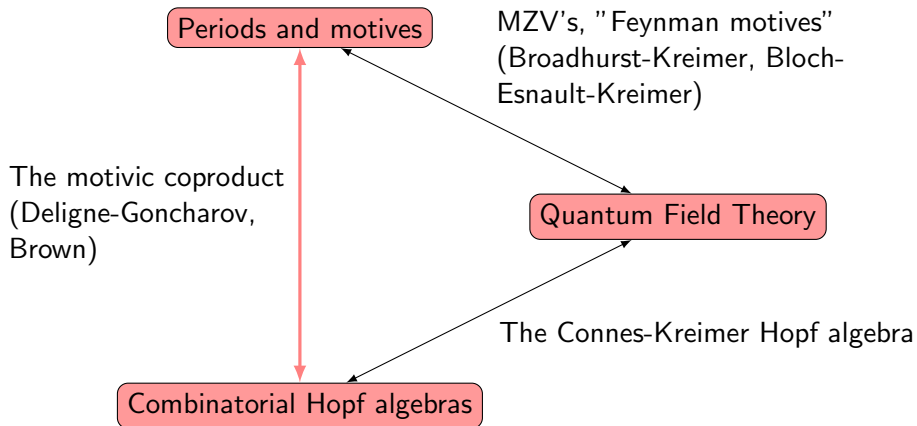 Periods and motives
MZV's, "Feynman motives"
(Broadhurst-Kreimer, Bloch-
Esnault-Kreimer)
The motivic coproduct
(Deligne-Goncharov,
Brown)
Quantum Field Theory
The Connes-Kreimer Hopf algebra
Combinatorial Hopf algebras